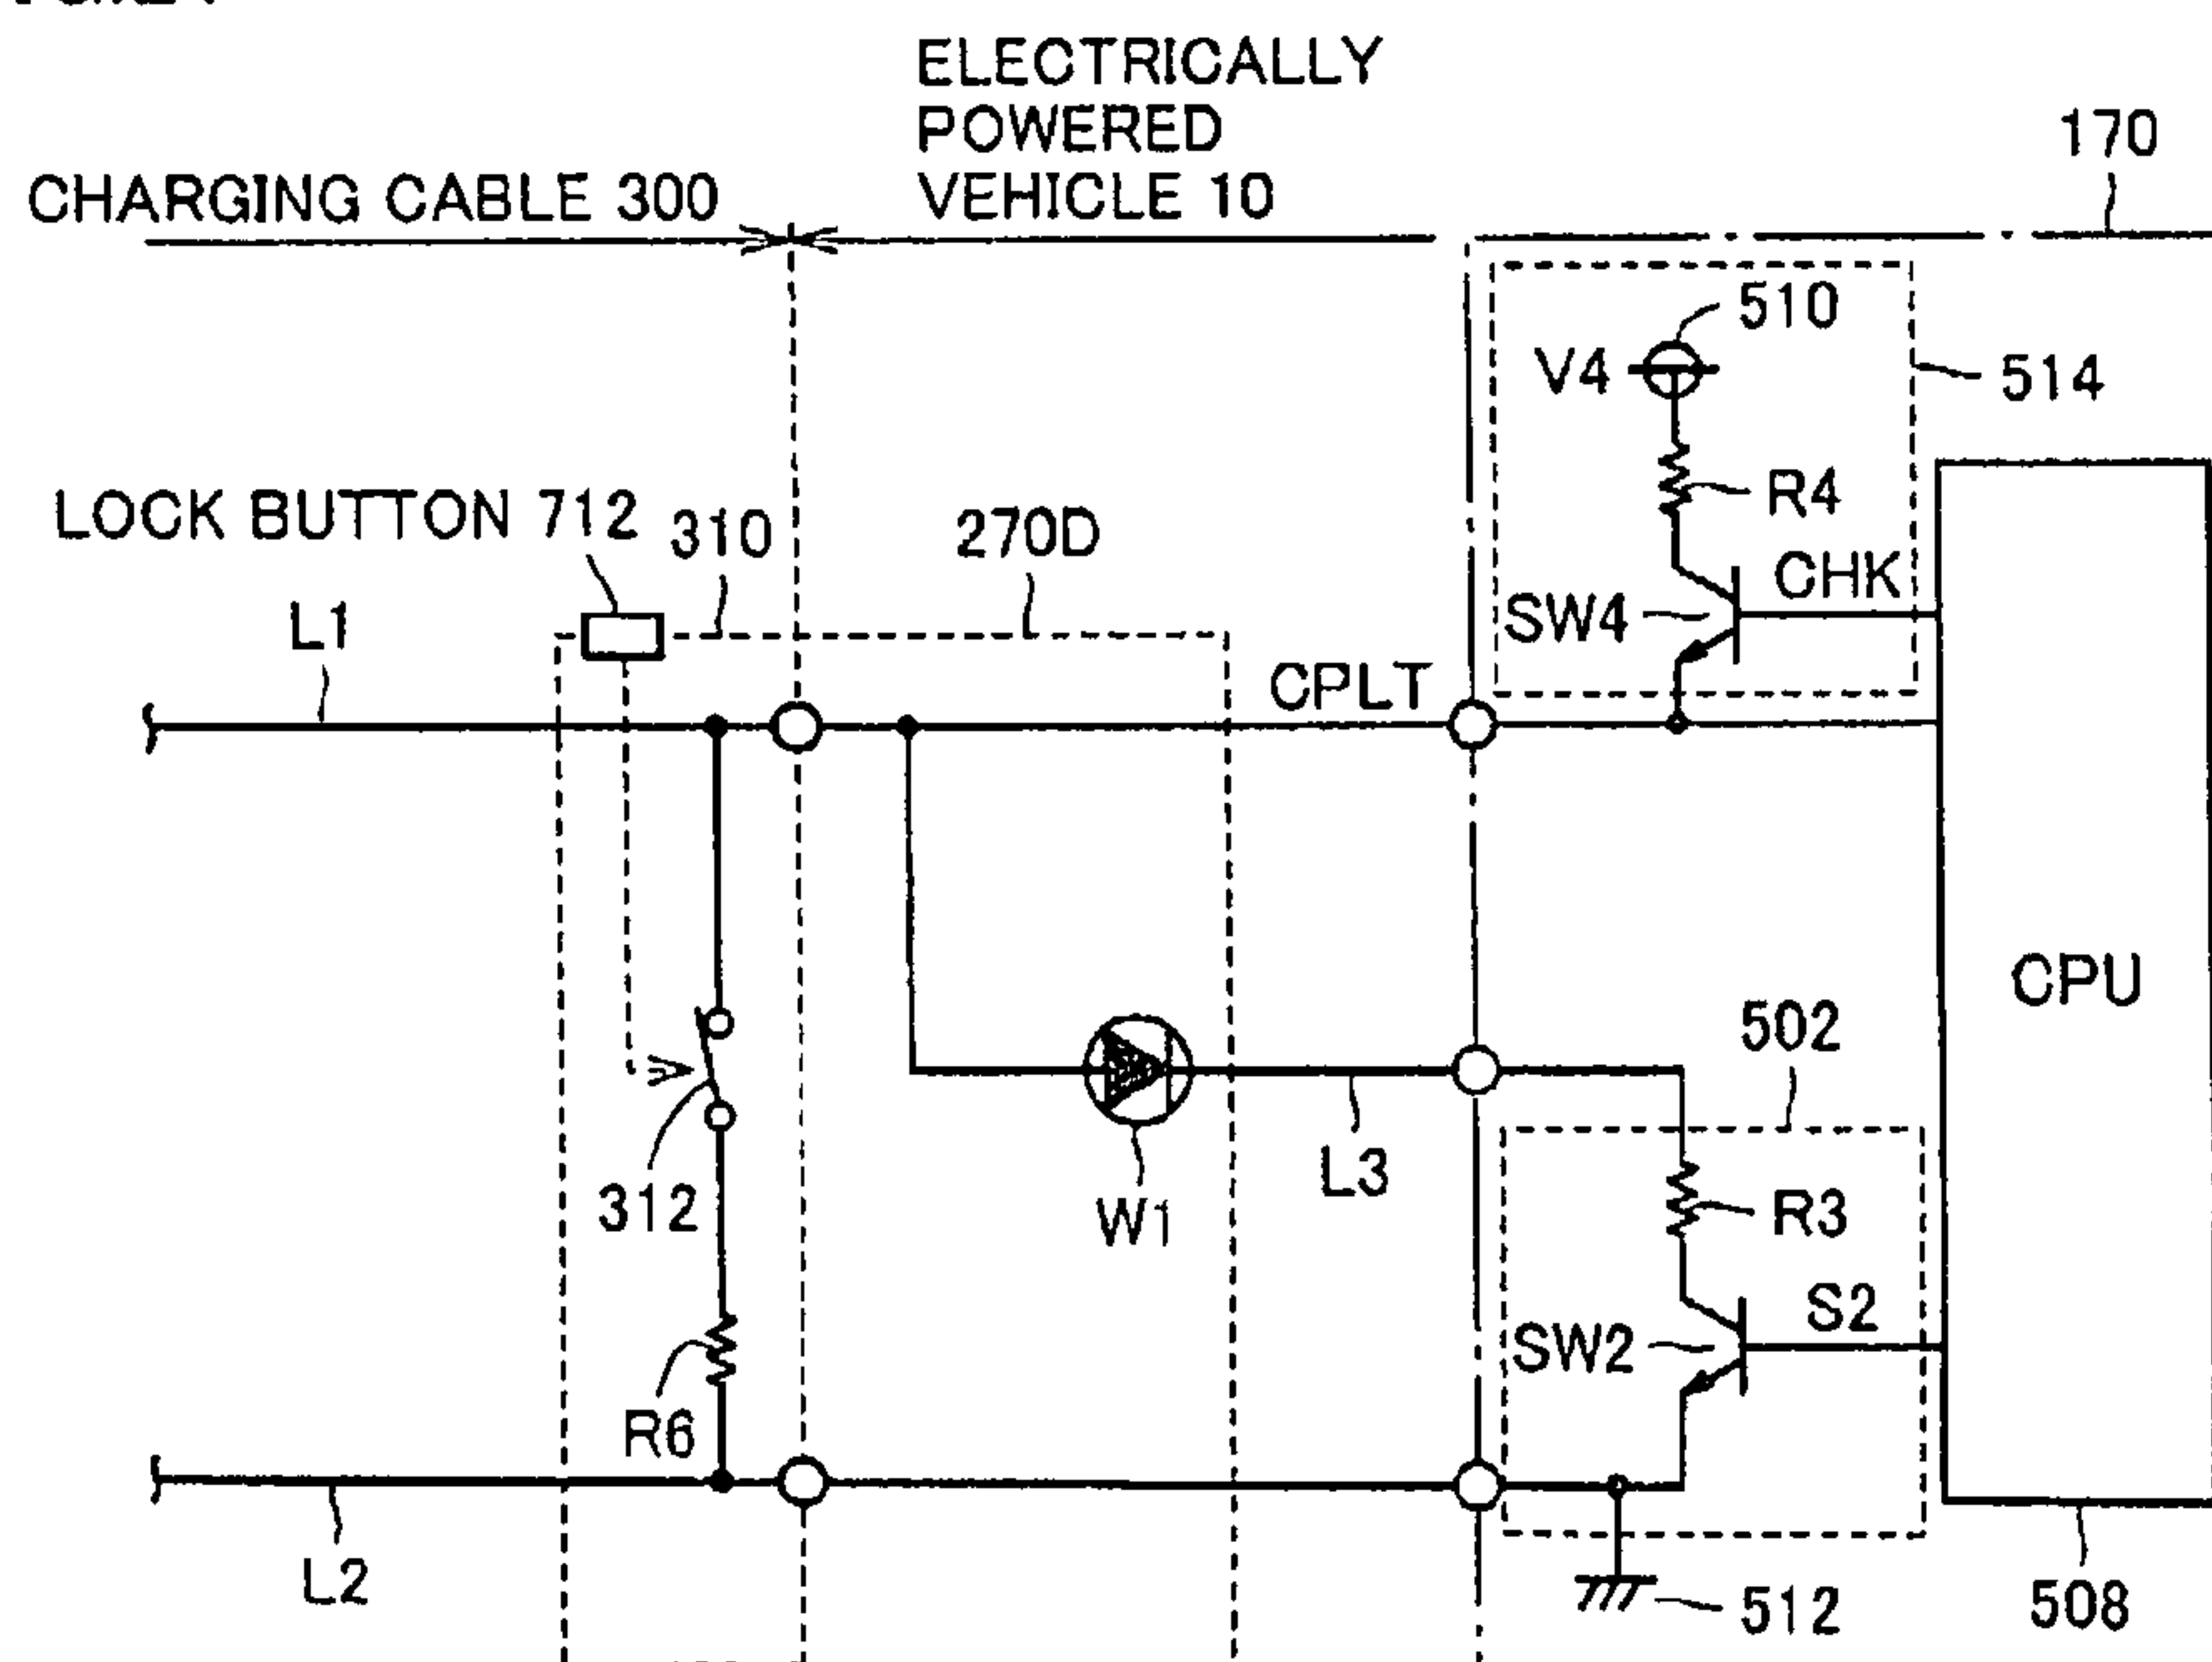 ELECTRICALLY
POWERED
VEHICLE 10
CHARGING CABLE 300
170
510
V4
514
R4
LOCK BUTTON 712
310
270D
CHK
SW4
L1
CPLT
CPU
502
312
W1
L3
R3
S2
SW2
R6
L2
512
508